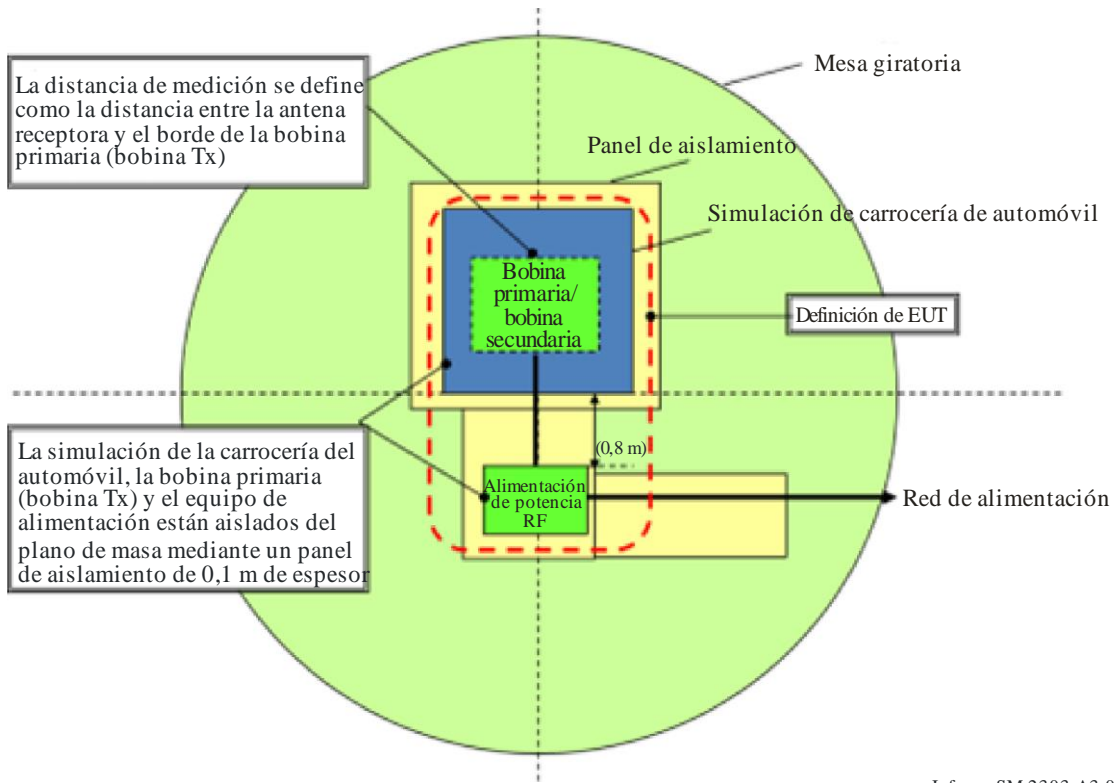 La distancia de medición se define
como la distancia entre la antena
receptora y el borde de la bobina
primaria (bobina Tx)
Mesa giratoria
Panel de aislamiento
Simulación de carrocería de automóvil
Bobina
primaria/
bobina
secundaria
Definición de EUT
La simulación de la carrocería del
automóvil, la bobina primaria
(bobina Tx) y el equipo de
alimentación están aislados del
plano de masa mediante un panel
de aislamiento de 0,1 m de espesor
(0,8 m)
Alimentación
de potencia
RF
Red de alimentación